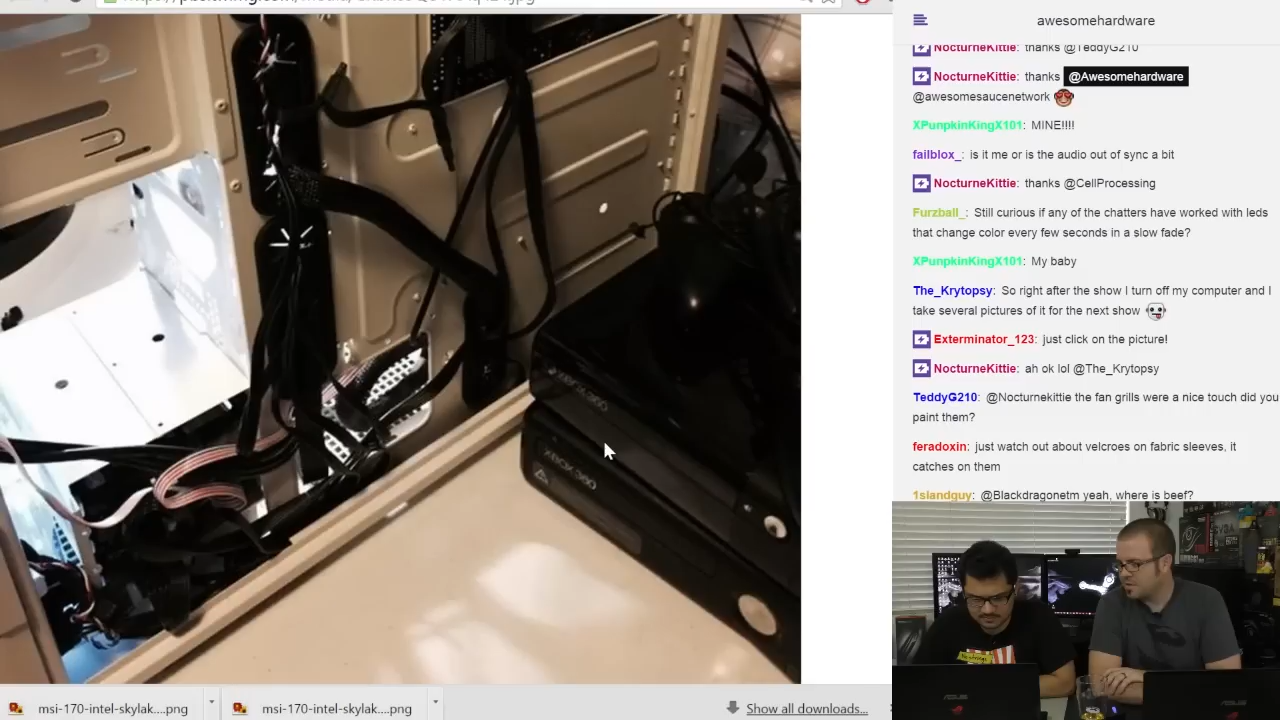 awesomehardware
NocturneKittie: thanks @TeddyG210
NocturneKittie: thanks @Awesomehardware
@awesomesaucenetwork
XPunpkinKingX101: MINE!!!!
failblox_: is it me or is the audio out of sync a bit
NocturneKittie: thanks @CellProcessing
Furzball_: Still curious if any of the chatters have worked with leds
that change color every few seconds in a slow fade?
XPunpkinKingX101: My baby
The_Krytopsy: So right after the show I turn off my computer and I
take several pictures of it for the next show
Exterminator_123: just click on the picture!
NocturneKittie: ah ok lol @The_Krytopsy
TeddyG210: @Nocturnekittie the fan grills were a nice touch did you
paint them?
feradoxin: just watch out about velcroes on fabric sleeves, it
catches on them
1slandguy: @Blackdragonetm yeah, where is beef?
XBOX360
XBOX360
msi-170-intel-skylak....png
msi-170-intel-skylak....png
Show all downloads...